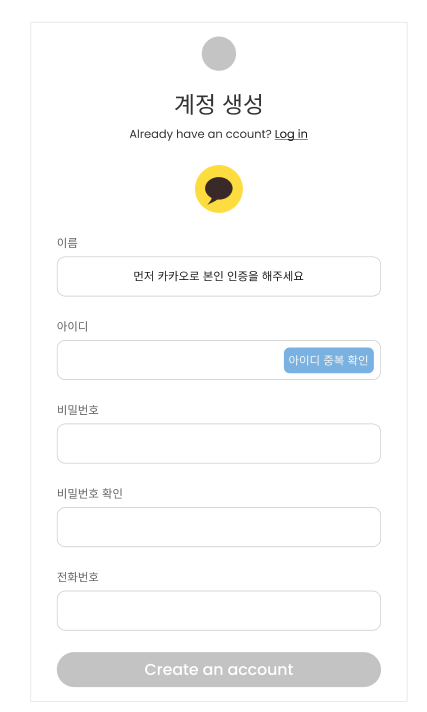 계정 생성
Already have an ccount? Log in
이름
먼저 카카오로 본인 인증을 해주세요
아이디
아이디 중복 확인
비밀번호
비밀번호 확인
전화번호
Create an account